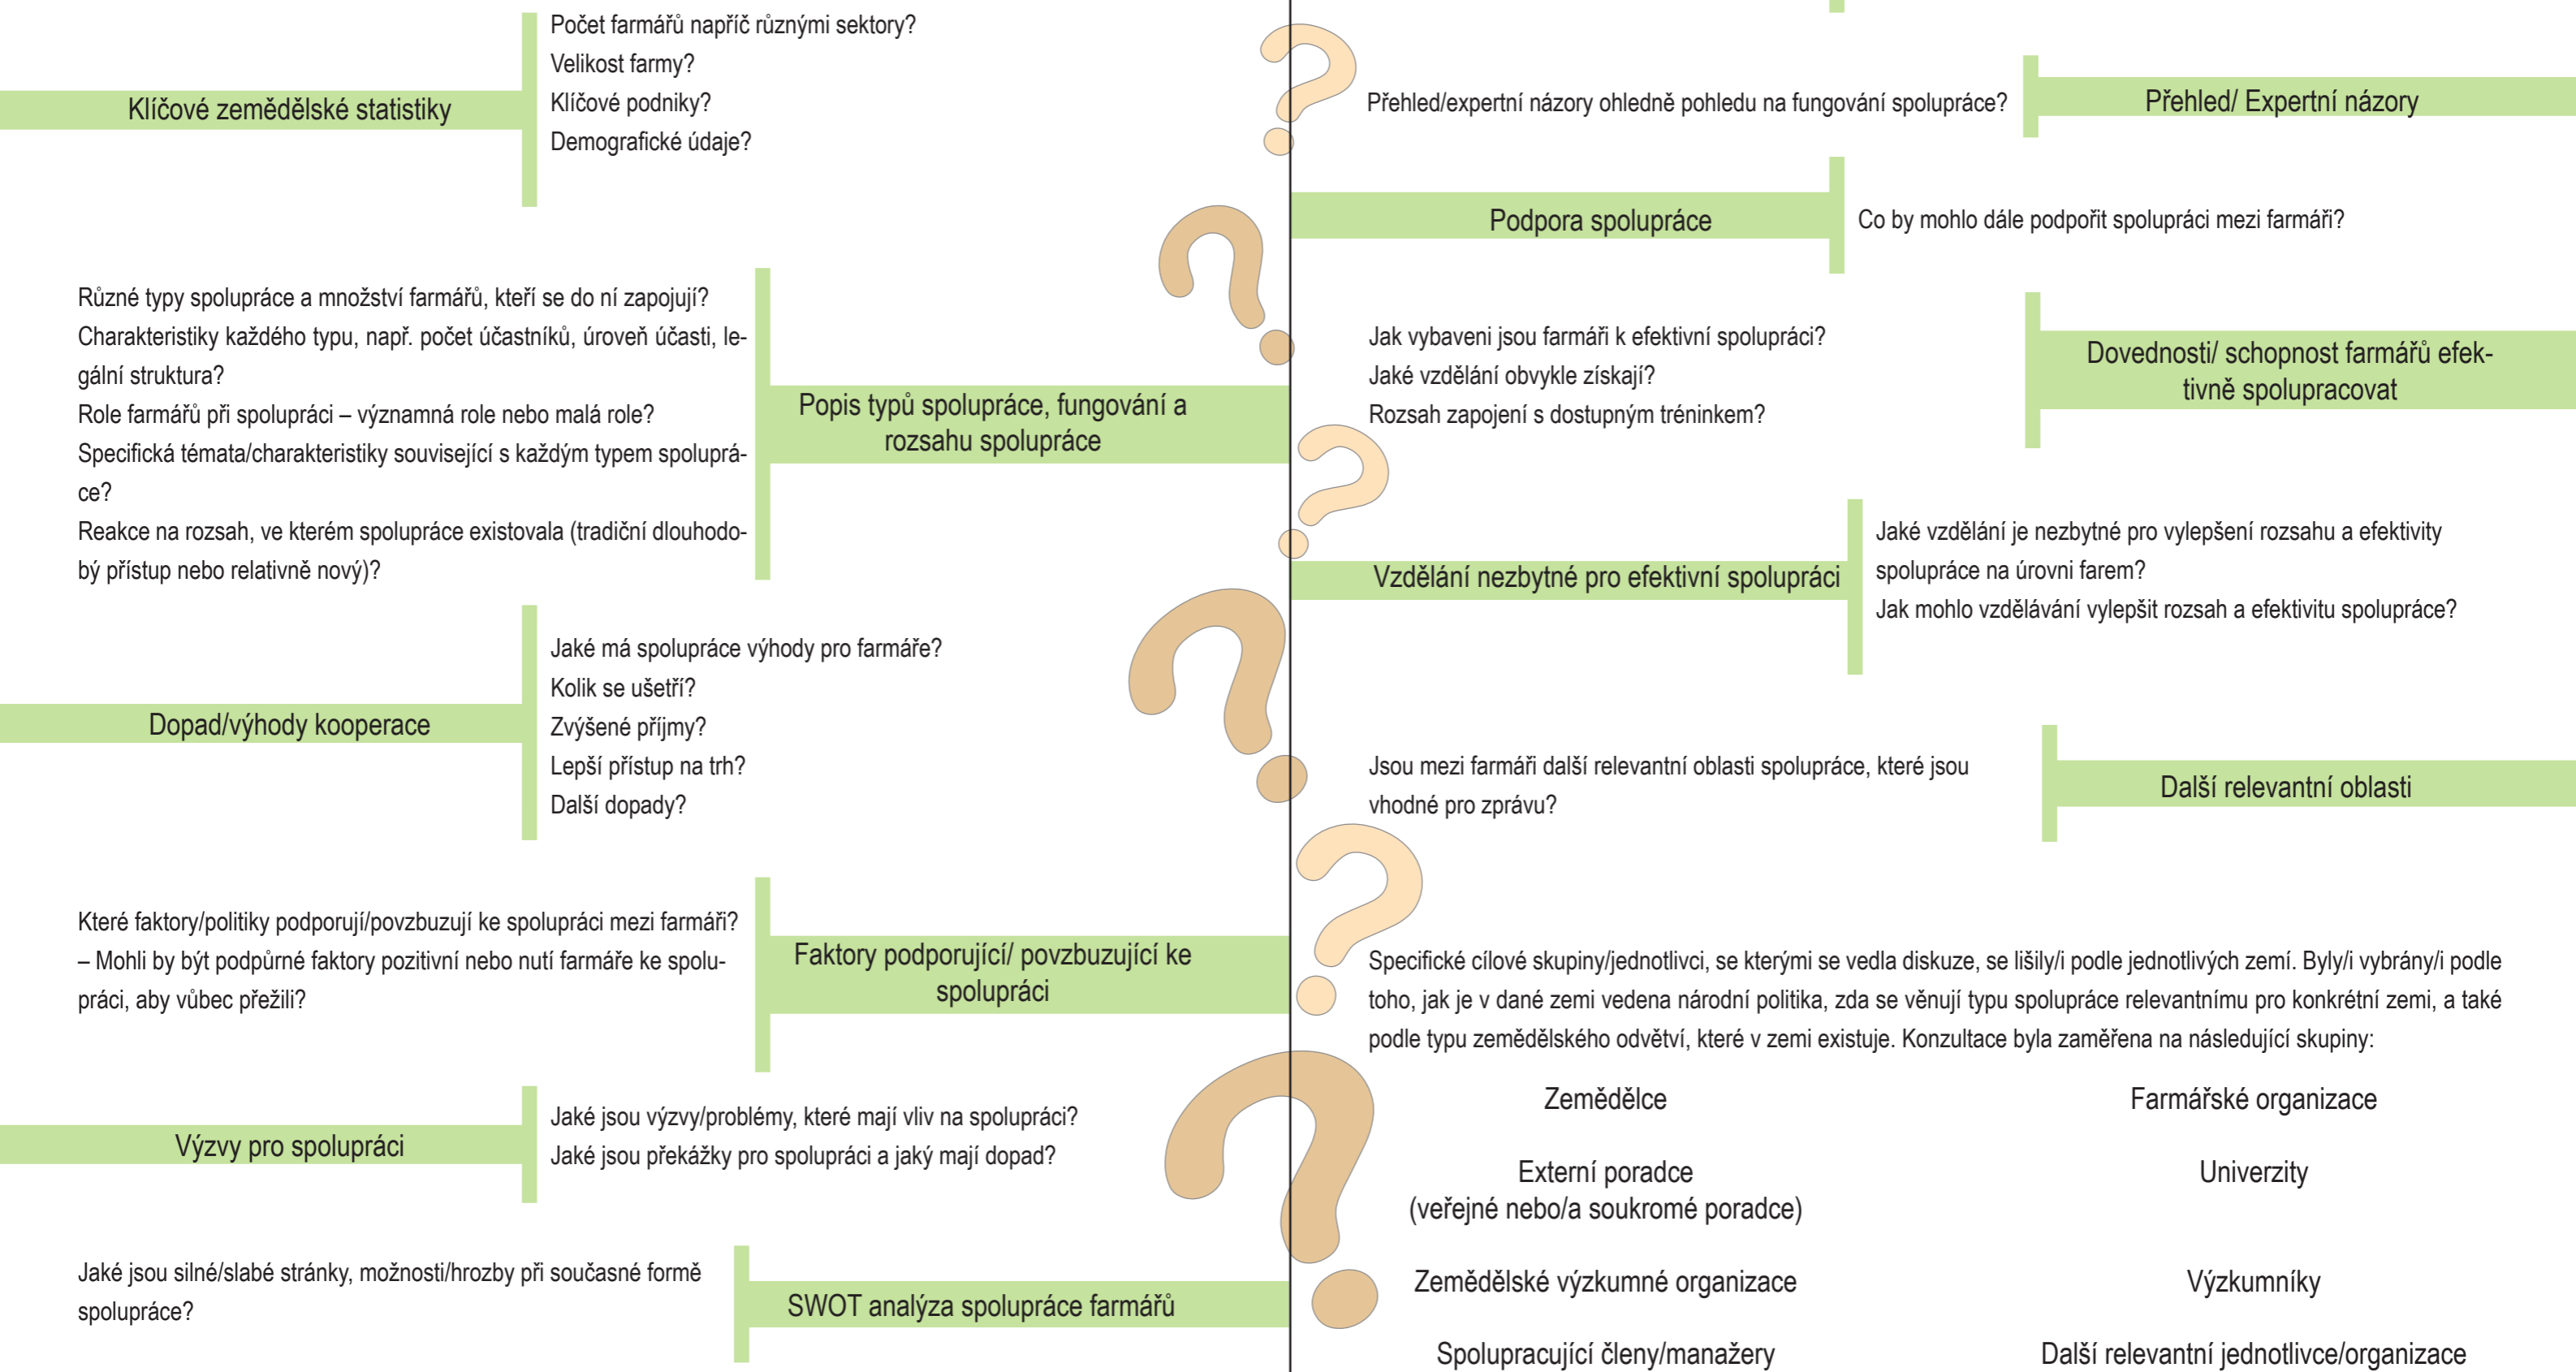 Klíčové zemědělské statistiky
Počet farmářů napříč různými sektory?
Velikost farmy?
Klíčové podniky?
Demografické údaje?
Různé typy spolupráce a množství farmářů, kteří se do ní zapojují?
Charakteristiky každého typu, např. počet účastníků, úroveň účasti, le-
gální struktura?
Role farmářů při spolupráci – významná role nebo malá role?
Specifická témata/charakteristiky související s každým typem spoluprá-
ce?
Reakce na rozsah, ve kterém spolupráce existovala (tradiční dlouhodo-
bý přístup nebo relativně nový)?
Popis typů spolupráce, fungování a
rozsahu spolupráce
Dopad/výhody kooperace
Jaké má spolupráce výhody pro farmáře?
Kolik se ušetří?
Zvýšené příjmy?
Lepší přístup na trh?
Další dopady?
Které faktory/politiky podporují/povzbuzují ke spolupráci mezi farmáři?
– Mohli by být podpůrné faktory pozitivní nebo nutí farmáře ke spolu-
práci, aby vůbec přežili?
Faktory podporující/ povzbuzující ke
spolupráci
Výzvy pro spolupráci
Jaké jsou výzvy/problémy, které mají vliv na spolupráci?
Jaké jsou překážky pro spolupráci a jaký mají dopad?
Jaké jsou silné/slabé stránky, možnosti/hrozby při současné formě
spolupráce?
SWOT analýza spolupráce farmářů
?
?
?
?
?
?
Přehled/expertní názory ohledně pohledu na fungování spolupráce?
Přehled/ Expertní názory
Podpora spolupráce
Co by mohlo dále podpořit spolupráci mezi farmáři?
Jak vybaveni jsou farmáři k efektivní spolupráci?
Jaké vzdělání obvykle získají?
Rozsah zapojení s dostupným tréninkem?
Dovednosti/ schopnost farmářů efek-
tivně spolupracovat
Vzdělání nezbytné pro efektivní spolupráci
Jaké vzdělání je nezbytné pro vylepšení rozsahu a efektivity
spolupráce na úrovni farem?
Jak mohlo vzdělávání vylepšit rozsah a efektivitu spolupráce?
Jsou mezi farmáři další relevantní oblasti spolupráce, které jsou
vhodné pro zprávu?
Další relevantní oblasti
Specifické cílové skupiny/jednotlivci, se kterými se vedla diskuze, se lišily/i podle jednotlivých zemí. Byly/i vybrány/i podle
toho, jak je v dané zemi vedena národní politika, zda se věnují typu spolupráce relevantnímu pro konkrétní zemi, a také
podle typu zemědělského odvětví, které v zemi existuje. Konzultace byla zaměřena na následující skupiny:
Zemědělce
Farmářské organizace
Externí poradce
(veřejné nebo/a soukromé poradce)
Univerzity
Zemědělské výzkumné organizace
Výzkumníky
Spolupracující členy/manažery
Další relevantní jednotlivce/organizace